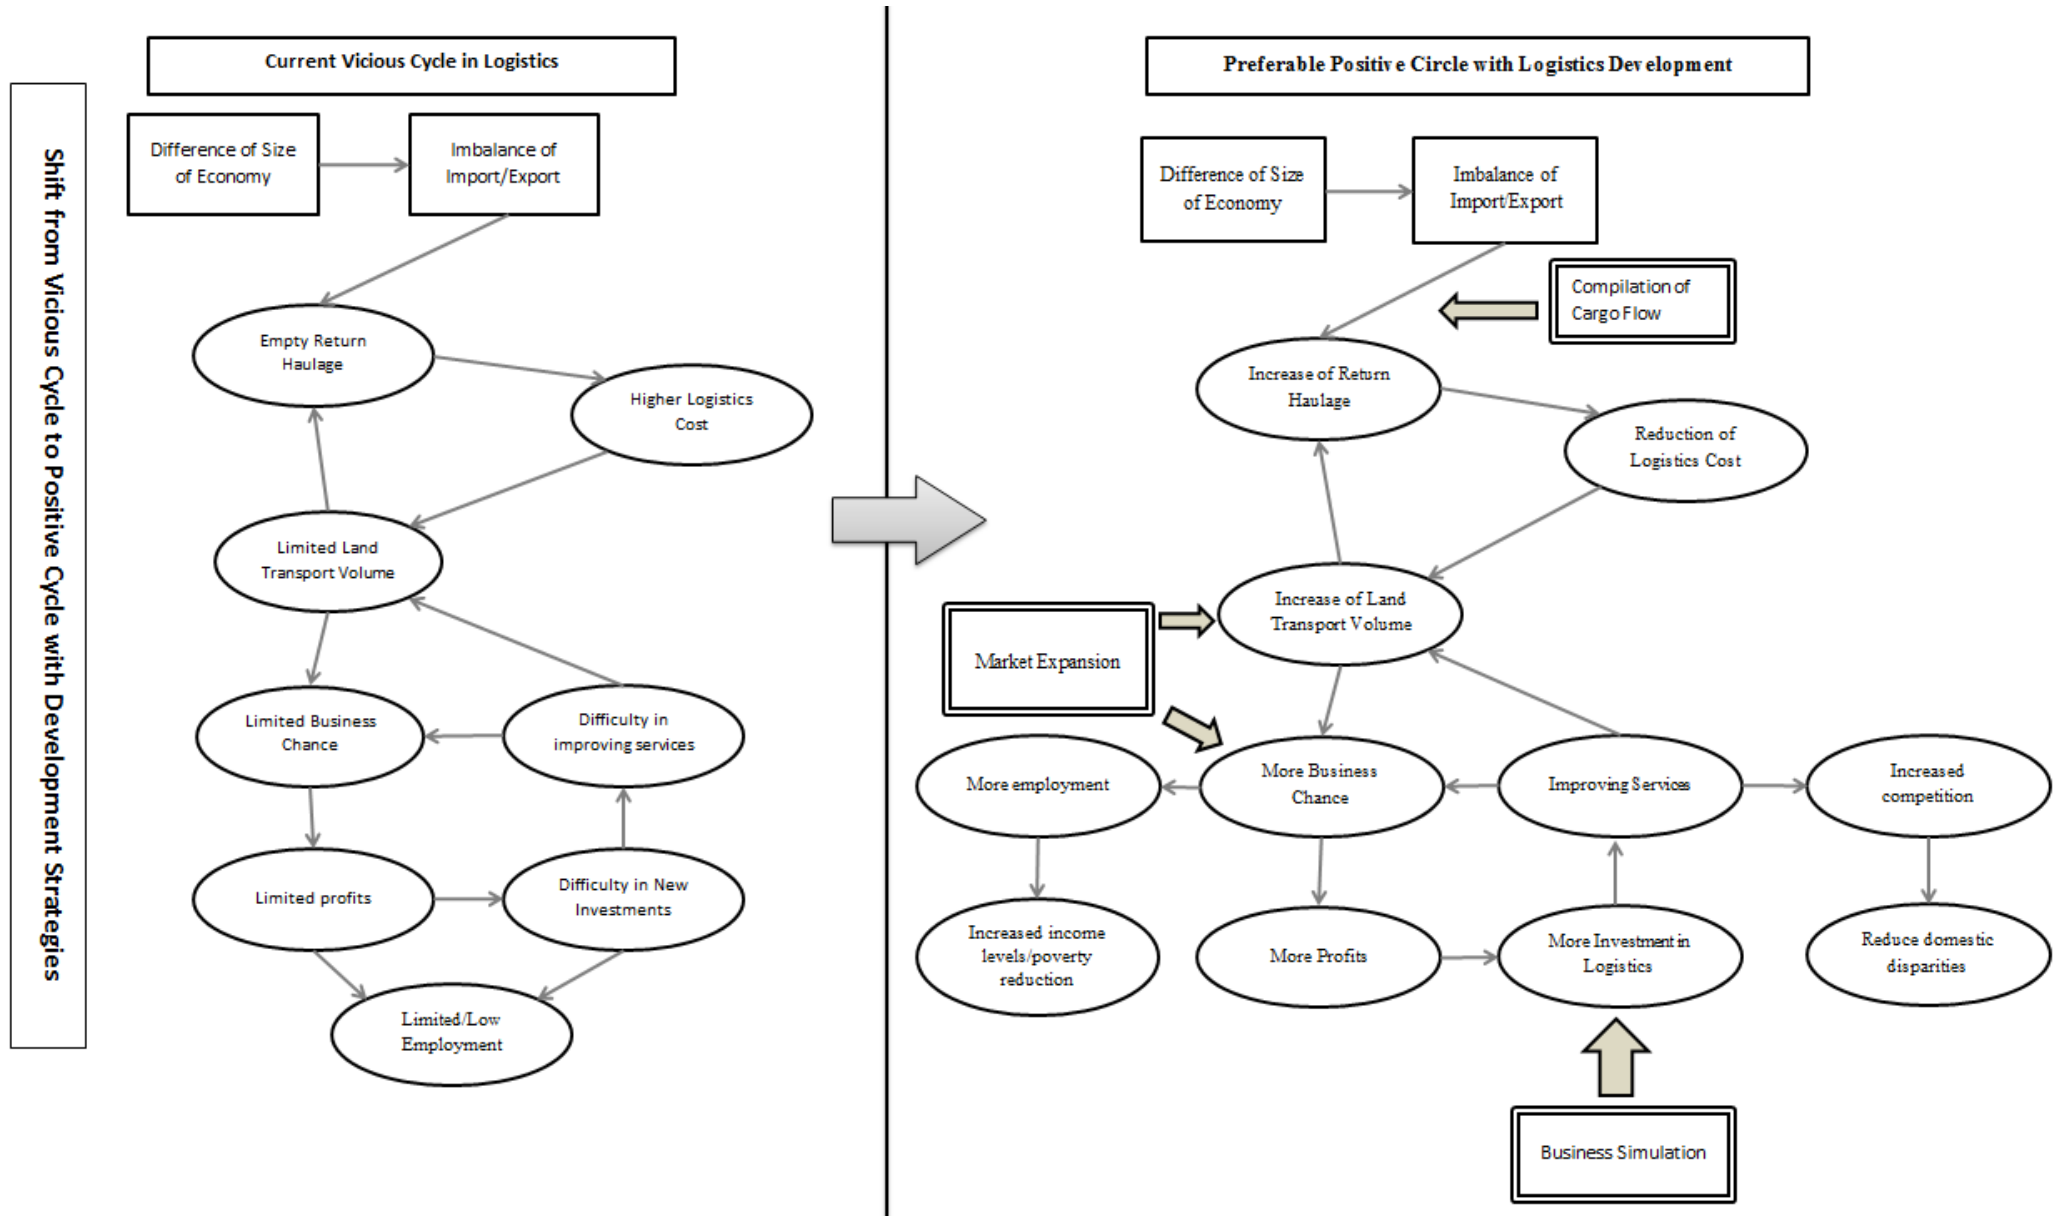 Shift from Vicious Cycle to Positive Cycle with Development Strategies
Current Vicious Cycle in Logistics
Difference of Size
of Economy
Imbalance of
Import/Export
Empty Return
Haulage
Higher Logistics
Cost
Limited Land
Transport Volume
Limited Business
Chance
Difficulty in
improving services
Limited profits
Difficulty in New
Investments
Limited/Low
Employment
Preferable Positive Circle with Logistics Development
Difference of Size
of Economy
Imbalance of
Import/Export
Compilation of
Cargo Flow
Increase of Return
Haulage
Reduction of
Logistics Cost
Increase of Land
Transport Volume
Market Expansion
More employment
More Business
Chance
Improving Services
Increased
competition
Increased income
levels/poverty
reduction
More Profits
More Investment in
Logistics
Reduce domestic
disparities
Business Simulation